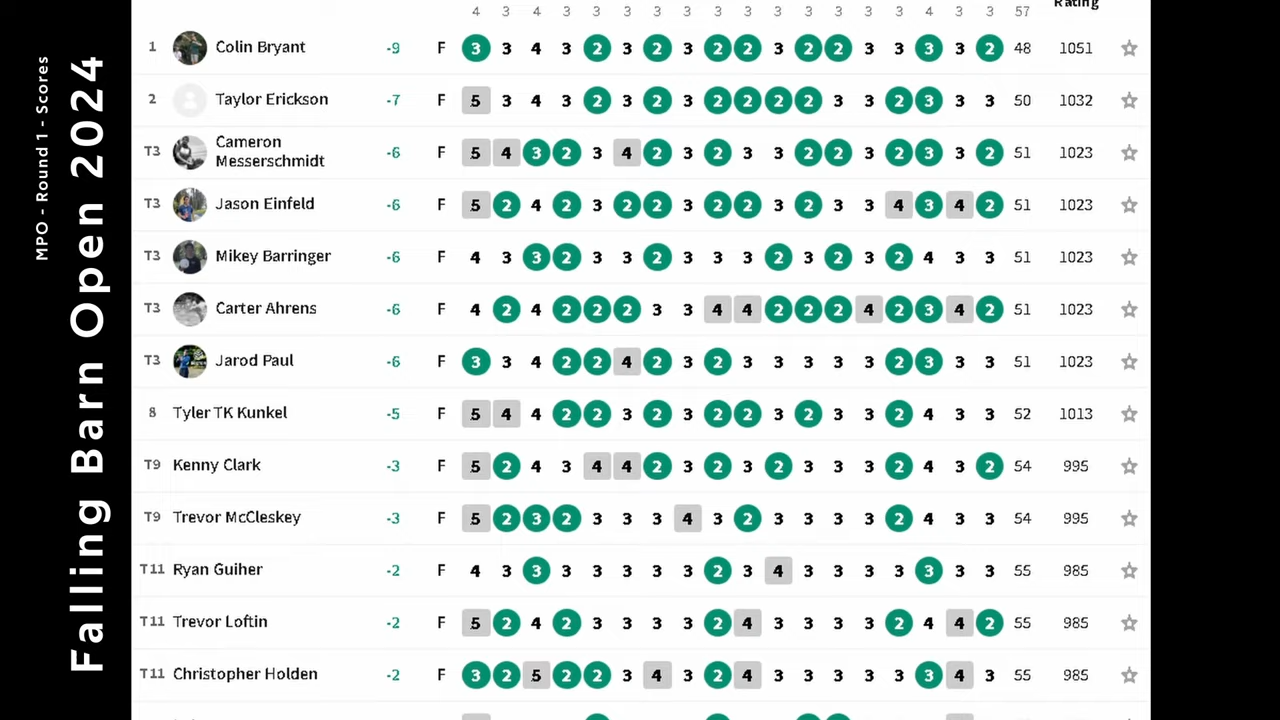 MPO - Round 1 - Scores
Falling Barn Open 2024
Rating
4 3 4 3 3 3 3 3 3 3 3 3 3 3 3 4 3 3 57
1 Colin Bryant -9 F 3 3 4 3 2 3 2 3 2 2 3 2 2 3 3 3 3 2 48 1051
2 Taylor Erickson -7 F 5 3 4 3 2 3 2 3 2 2 2 2 3 3 2 3 3 3 50 1032
T3 Cameron Messerschmidt -6 F 5 4 3 2 3 4 2 3 2 3 3 2 2 3 2 3 3 2 51 1023
T3 Jason Einfeld -6 F 5 2 4 2 3 2 2 3 2 2 3 2 3 3 4 3 4 2 51 1023
T3 Mikey Barringer -6 F 4 3 3 2 3 3 2 3 3 3 2 3 2 3 2 4 3 3 51 1023
T3 Carter Ahrens -6 F 4 2 4 2 2 2 3 3 4 4 2 2 2 4 2 3 4 2 51 1023
T3 Jarod Paul -6 F 3 3 4 2 2 4 2 3 2 3 3 3 3 3 2 3 3 3 51 1023
8 Tyler TK Kunkel -5 F 5 4 4 2 2 3 2 3 2 2 3 2 3 3 2 4 3 3 52 1013
T9 Kenny Clark -3 F 5 2 4 3 4 4 2 3 2 3 2 3 3 3 2 4 3 2 54 995
T9 Trevor McCleskey -3 F 5 2 3 2 3 3 3 4 3 2 3 3 3 3 2 4 3 3 54 995
T11 Ryan Guiher -2 F 4 3 3 3 3 3 3 3 2 3 4 3 3 3 3 3 3 3 55 985
T11 Trevor Loftin -2 F 5 2 4 2 3 3 3 3 2 4 3 3 3 3 2 4 4 2 55 985
T11 Christopher Holden -2 F 3 2 5 2 2 3 4 3 2 4 3 3 3 3 3 3 4 3 55 985